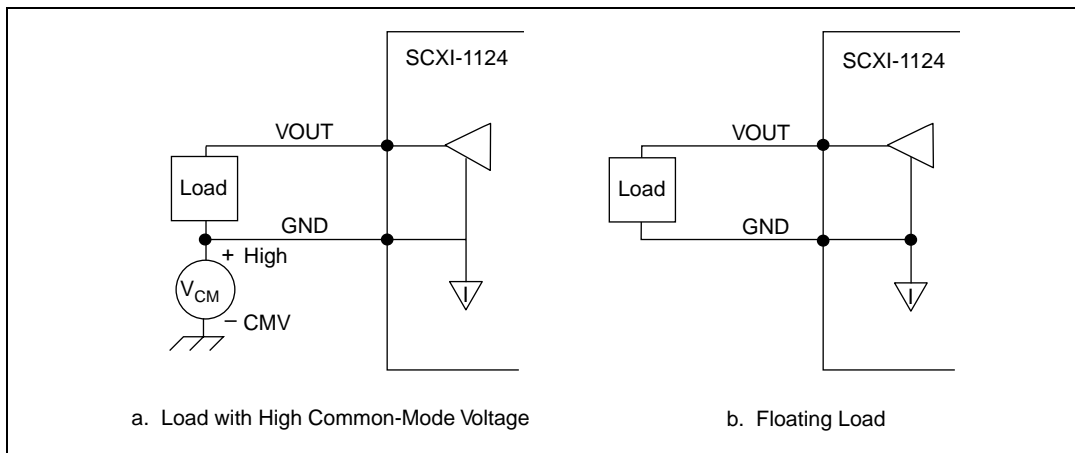 SCXI-1124
VOUT
Load
GND
+ High
VCM
– CMV
I
a. Load with High Common-Mode Voltage
SCXI-1124
VOUT
Load
GND
I
b. Floating Load